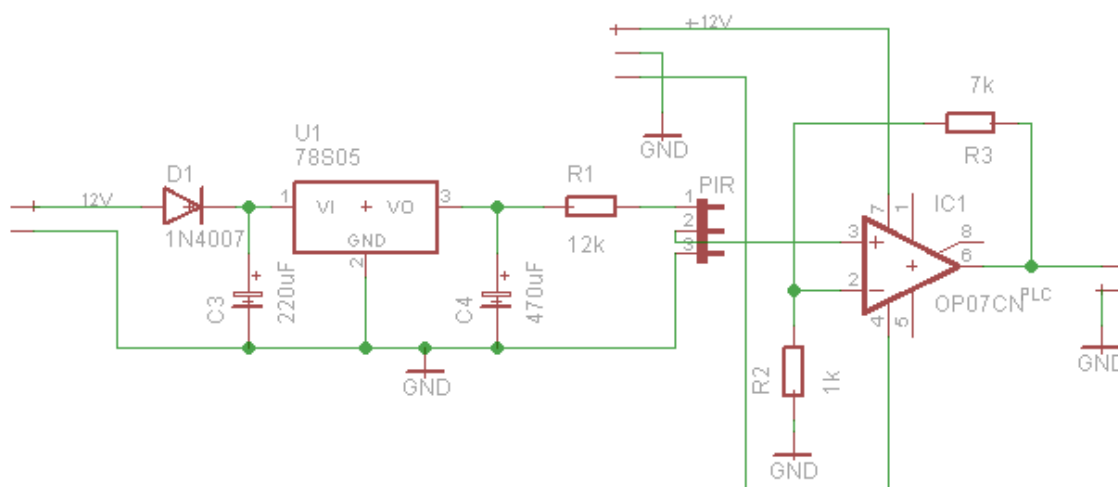 +12V
7k
R3
GND
U1
78S05
D1
12V
1N4007
1
VI
+
VO
3
GND
2
C3
220uF
+
C4
470uF
+
R1
12k
PIR
1
2
3
GND
7
1
IC1
8
3
+
6
2
-
+
4
5
OP07CN
PLC
R2
1k
GND
GND